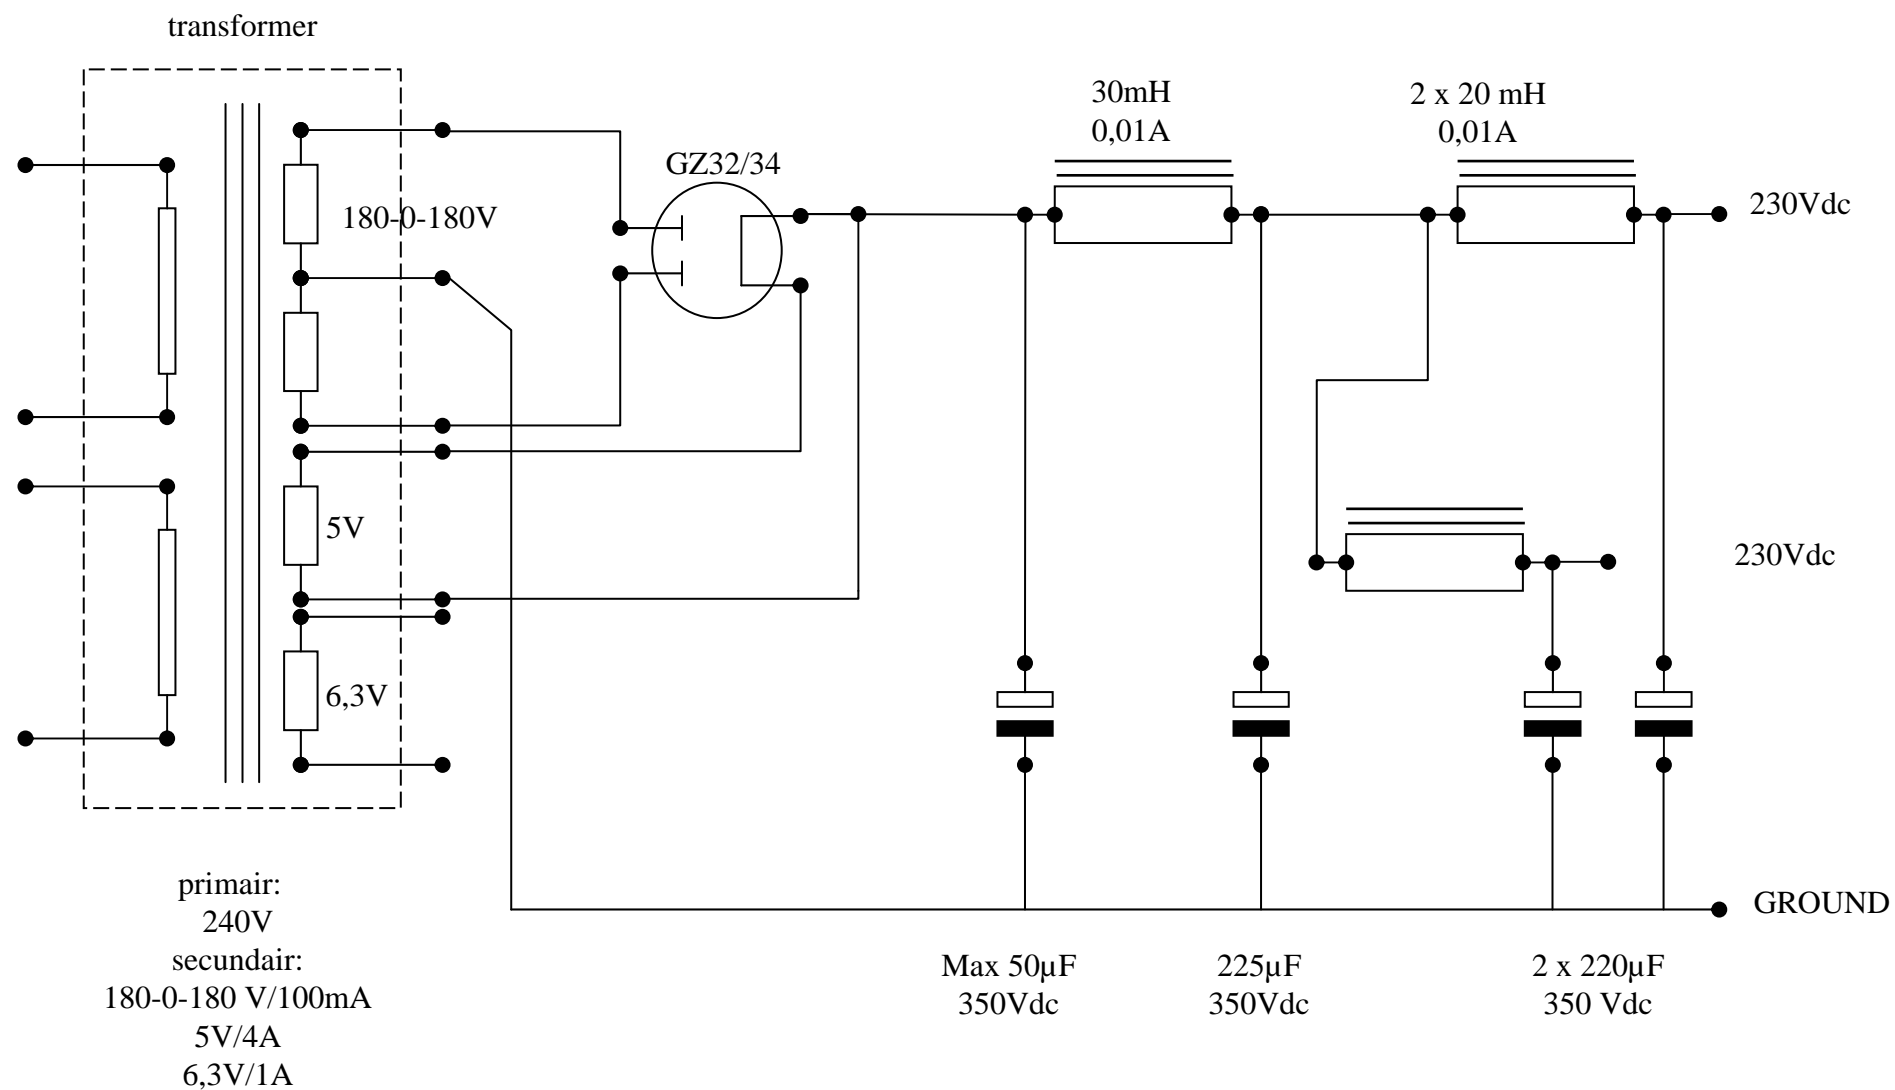 transformer
30mH
0,01A
2 x 20 mH
0,01A
GZ32/34
180-0-180V
230Vdc
5V
230Vdc
6,3V
primair:
240V
secundair:
180-0-180 V/100mA
5V/4A
6,3V/1A
GROUND
Max 50µF
350Vdc
225µF
350Vdc
2 x 220µF
350 Vdc